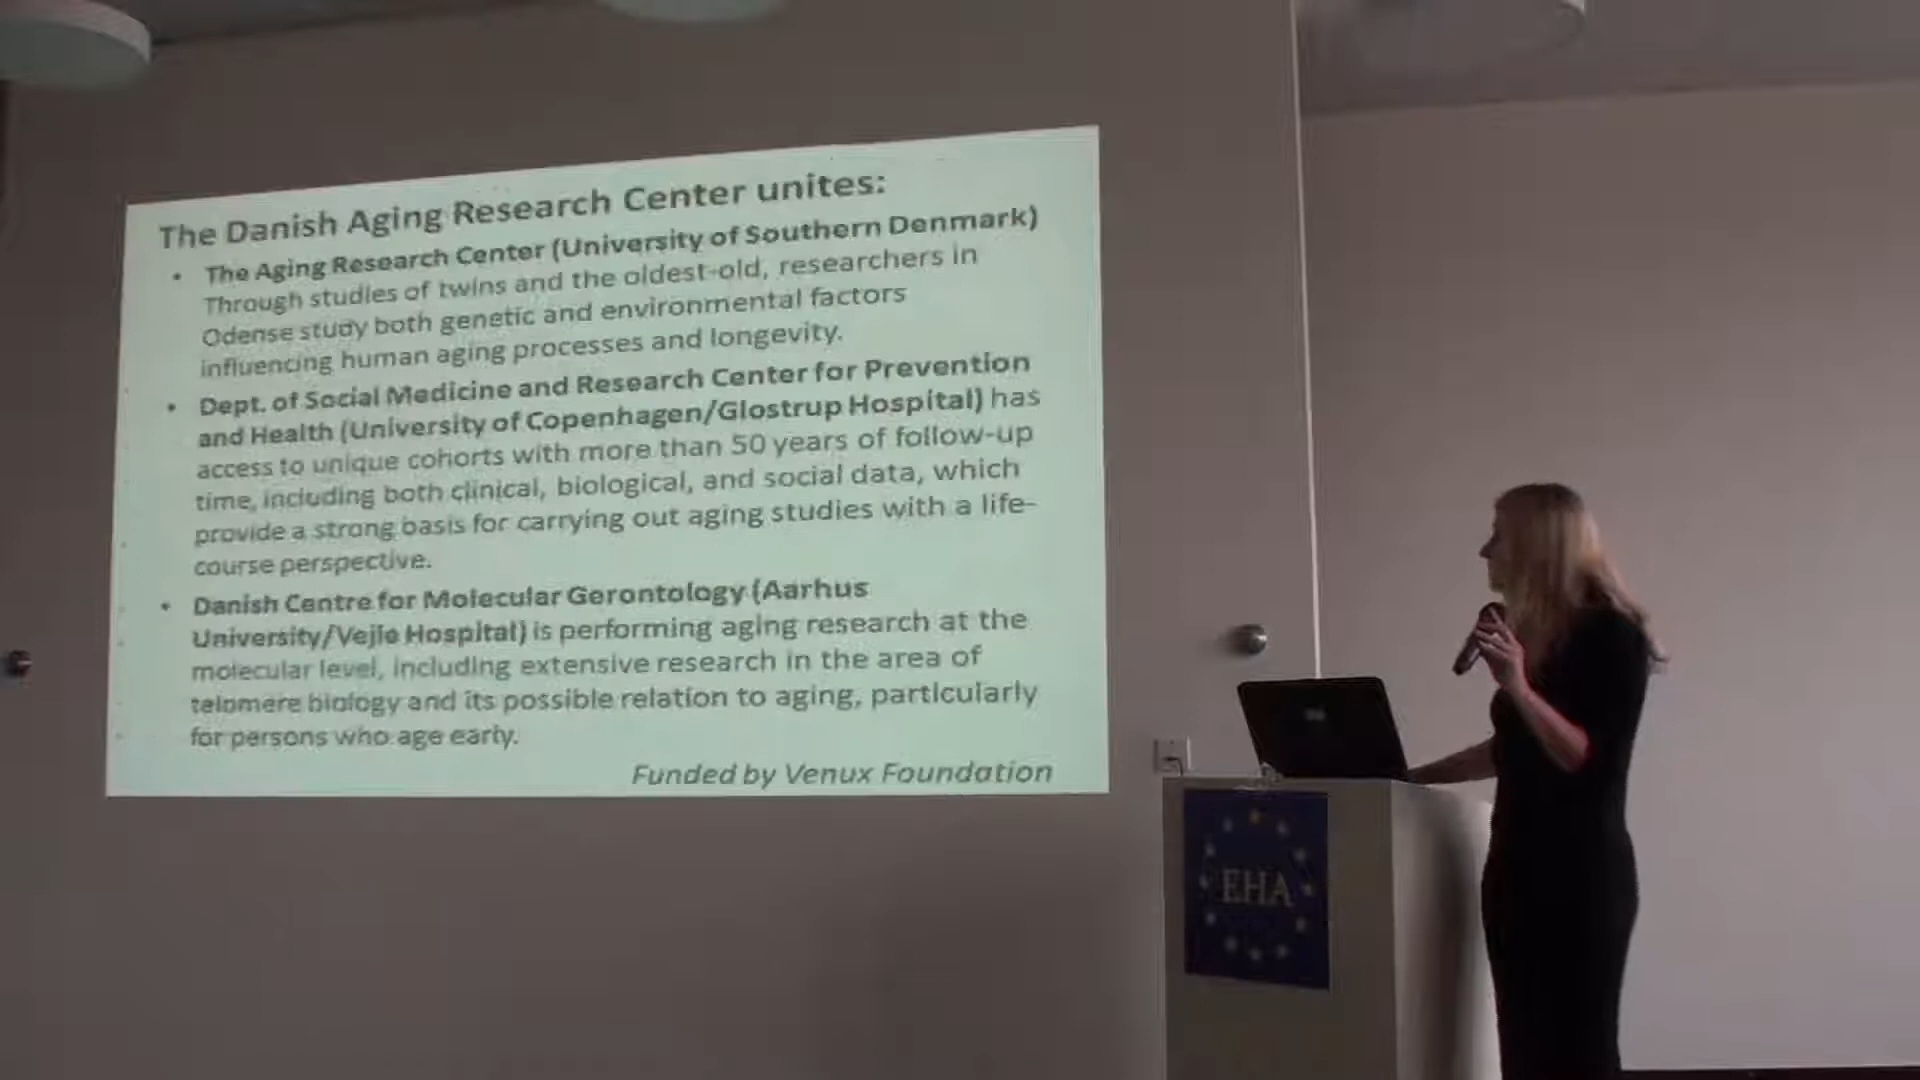 The Danish Aging Research Center unites:
• The Aging Research Center (University of Southern Denmark)
Through studies of twins and the oldest-old, researchers in
Odense study both genetic and environmental factors
influencing human aging processes and longevity.
• Dept. of Social Medicine and Research Center for Prevention
and Health (University of Copenhagen/Glostrup Hospital) has
access to unique cohorts with more than 50 years of follow-up
time, including both clinical, biological, and social data, which
provide a strong basis for carrying out aging studies with a life-
course perspective.
• Danish Centre for Molecular Gerontology (Aarhus
University/Vejle Hospital) is performing aging research at the
molecular level, including extensive research in the area of
telomere biology and its possible relation to aging, particularly
for persons who age early.
Funded by Venux Foundation
EHA